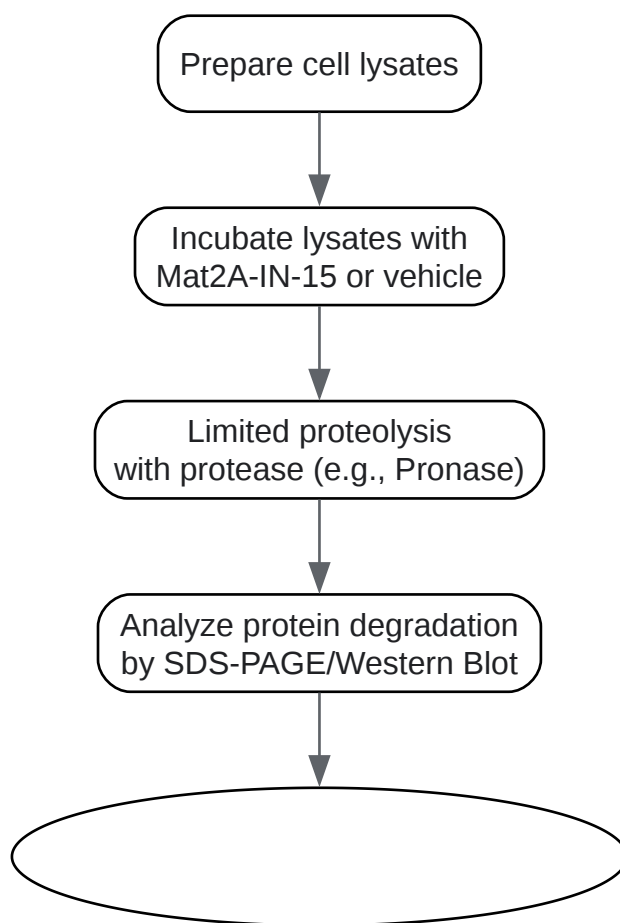 Prepare cell lysates
Incubate lysates with
Mat2A-IN-15 or vehicle
Limited proteolysis
with protease (e.g., Pronase)
Analyze protein degradation
by SDS-PAGE/Western Blot